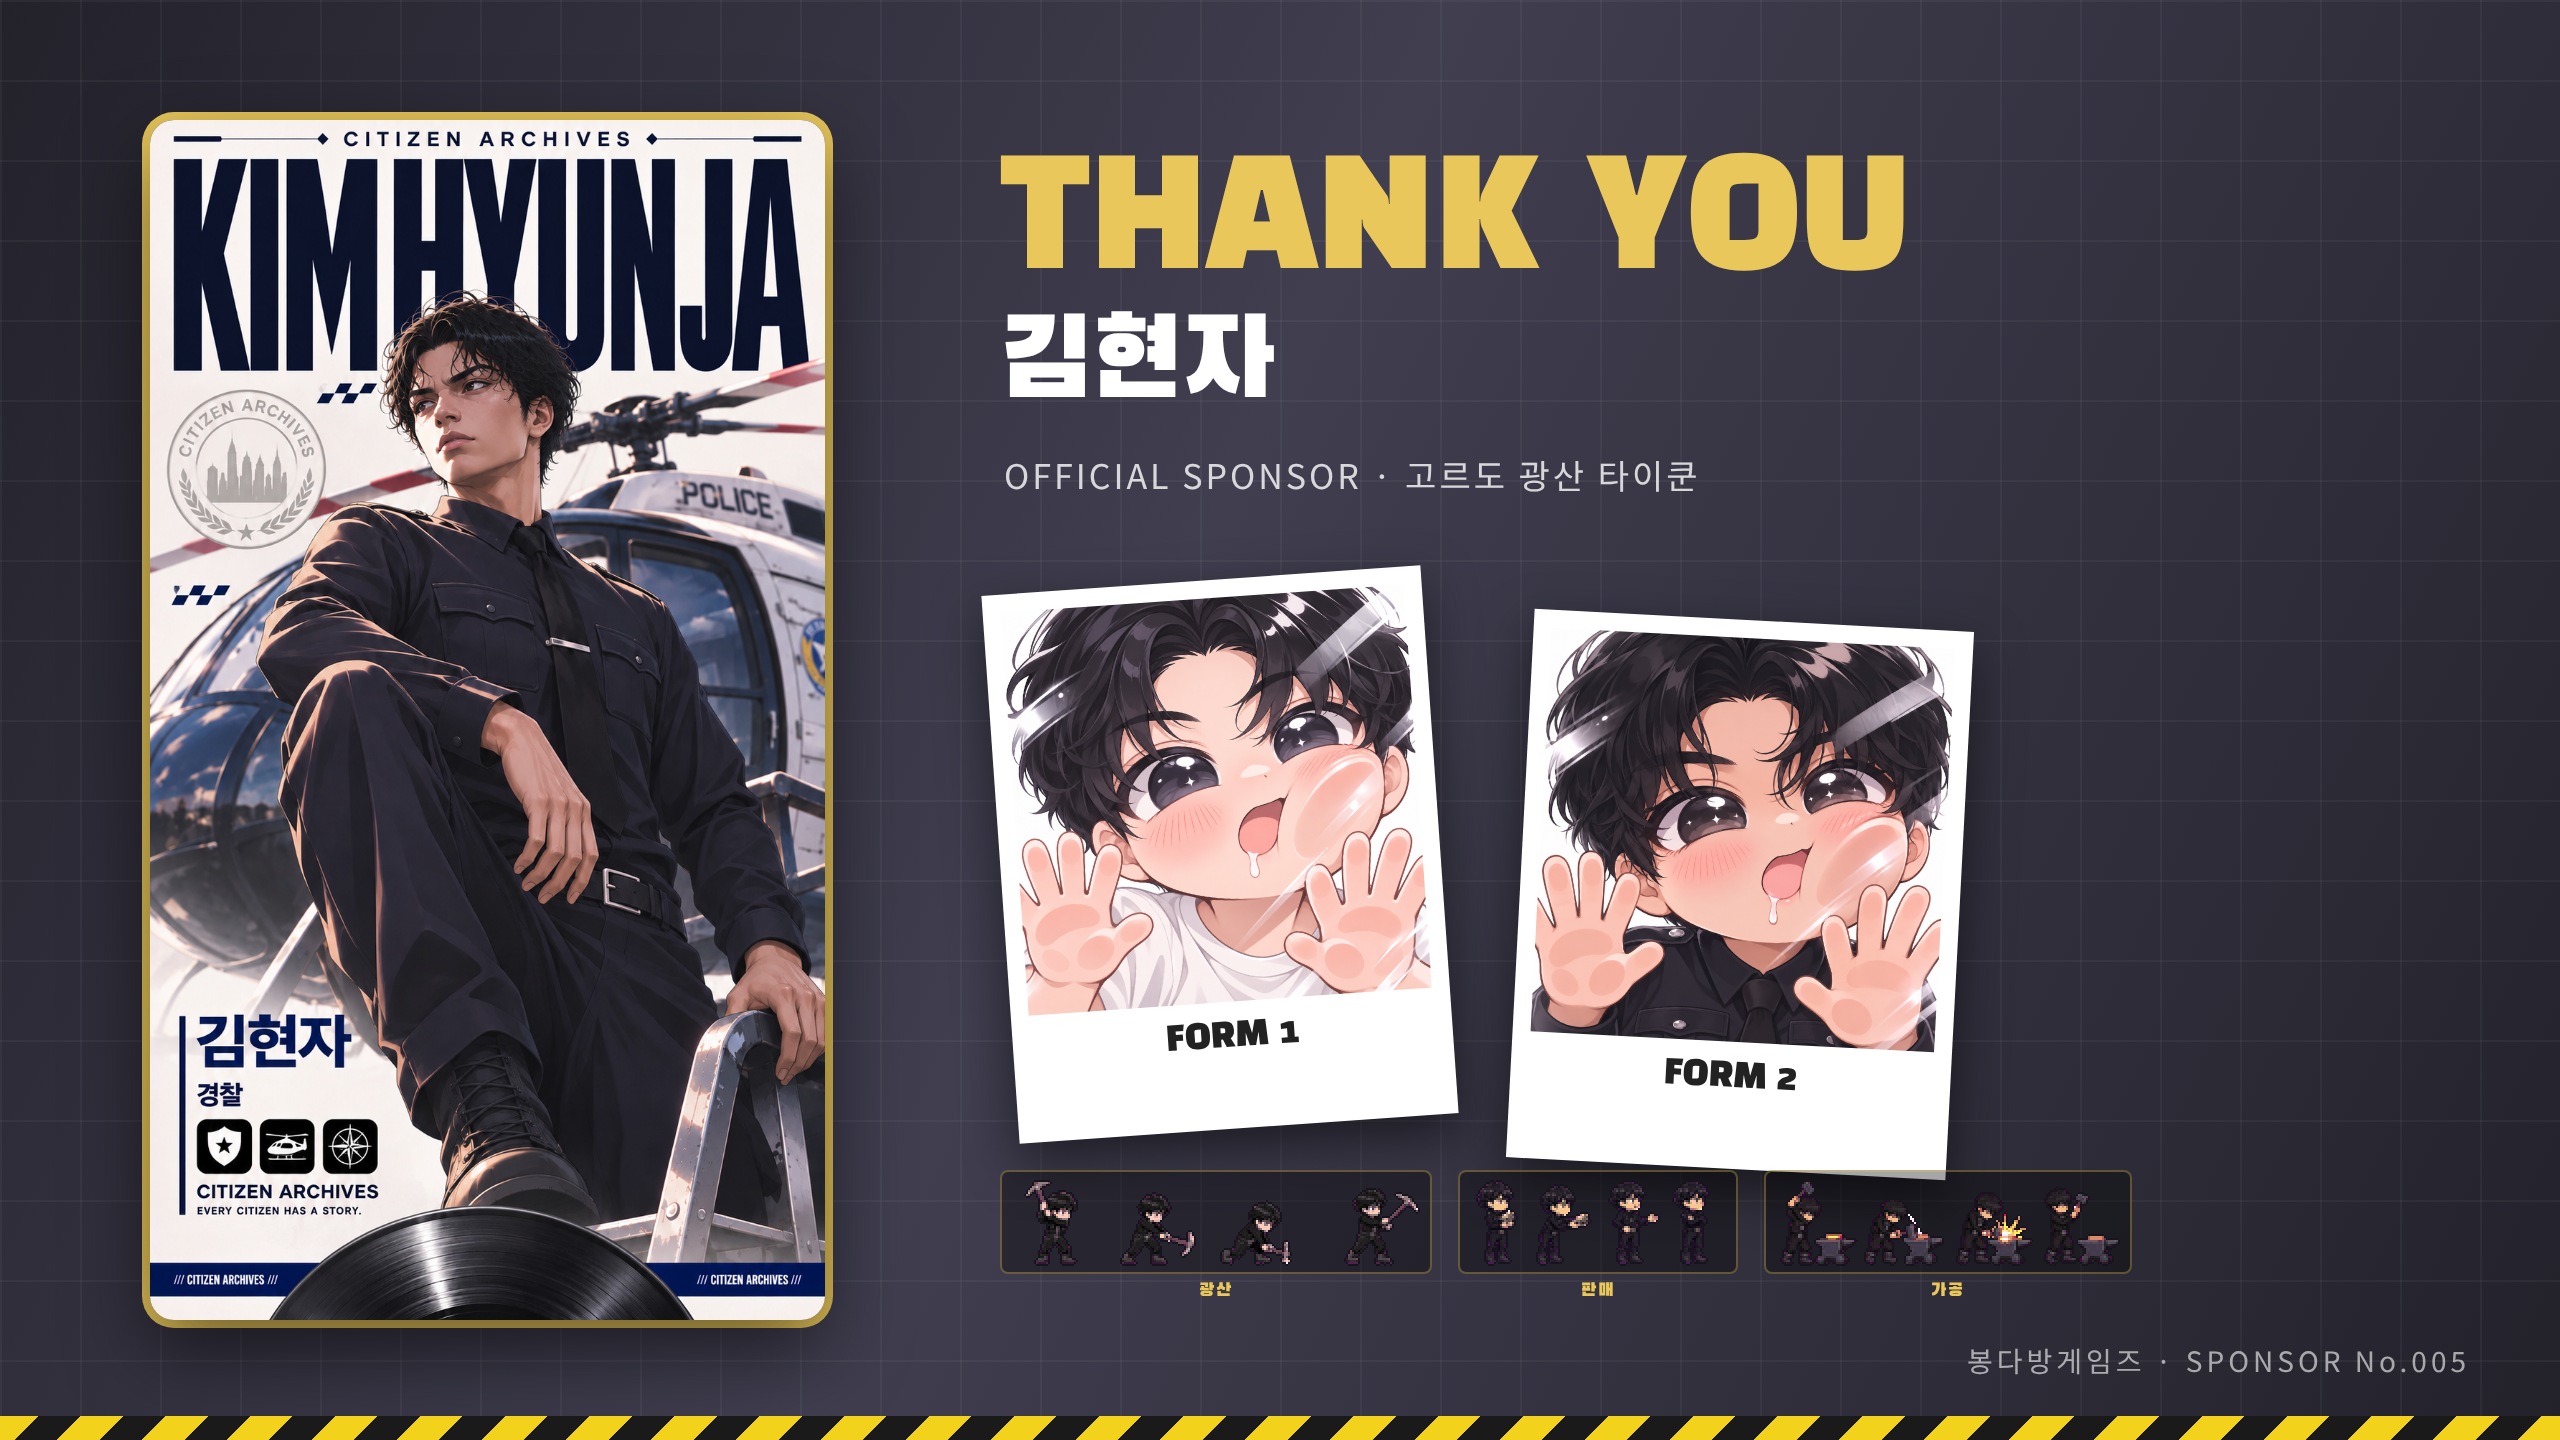 CITIZEN ARCHIVES
KIM HYUNJA
CITIZEN ARCHIVES
POLICE
김현자
경찰
CITIZEN ARCHIVES
EVERY CITIZEN HAS A STORY.
/// CITIZEN ARCHIVES ///
/// CITIZEN ARCHIVES ///
THANK YOU
김현자
OFFICIAL SPONSOR · 고르도 광산 타이쿤
FORM 1
FORM 2
광산
판매
가공
봉다방게임즈 · SPONSOR No.005